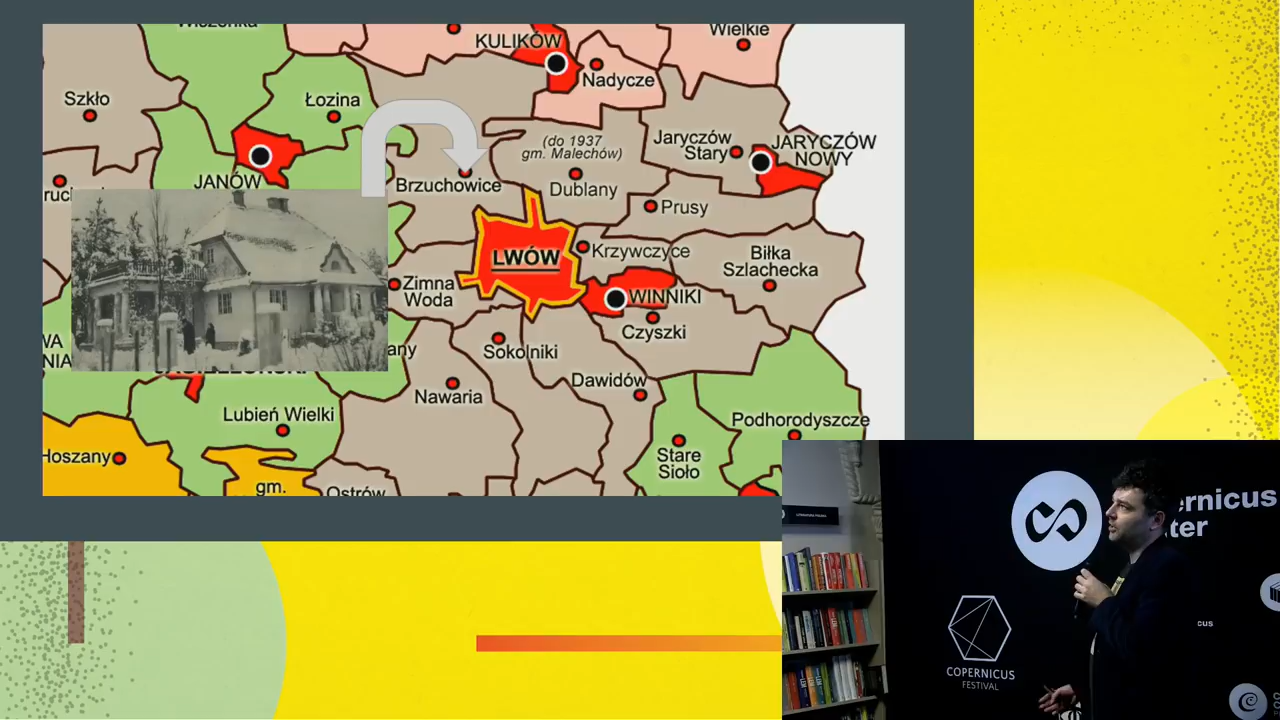 KULIKÓW
Wielkie
Nadycze
Szkło
Łozina
(do 1937
gm. Malechów)
Jaryczów
Stary
JARYCZÓW
NOWY
JANÓW
Brzuchowice
Dublany
Prusy
LWÓW
Krzywczyce
Biłka
Szlachecka
Zimna
Woda
WINNIKI
Czyszki
Sokolniki
Nawaria
Dawidów
Lubień Wielki
Podhorodyszcze
Stare
Sioło
Hoszany
gm.
Ostrów
COPERNICUS
FESTIVAL